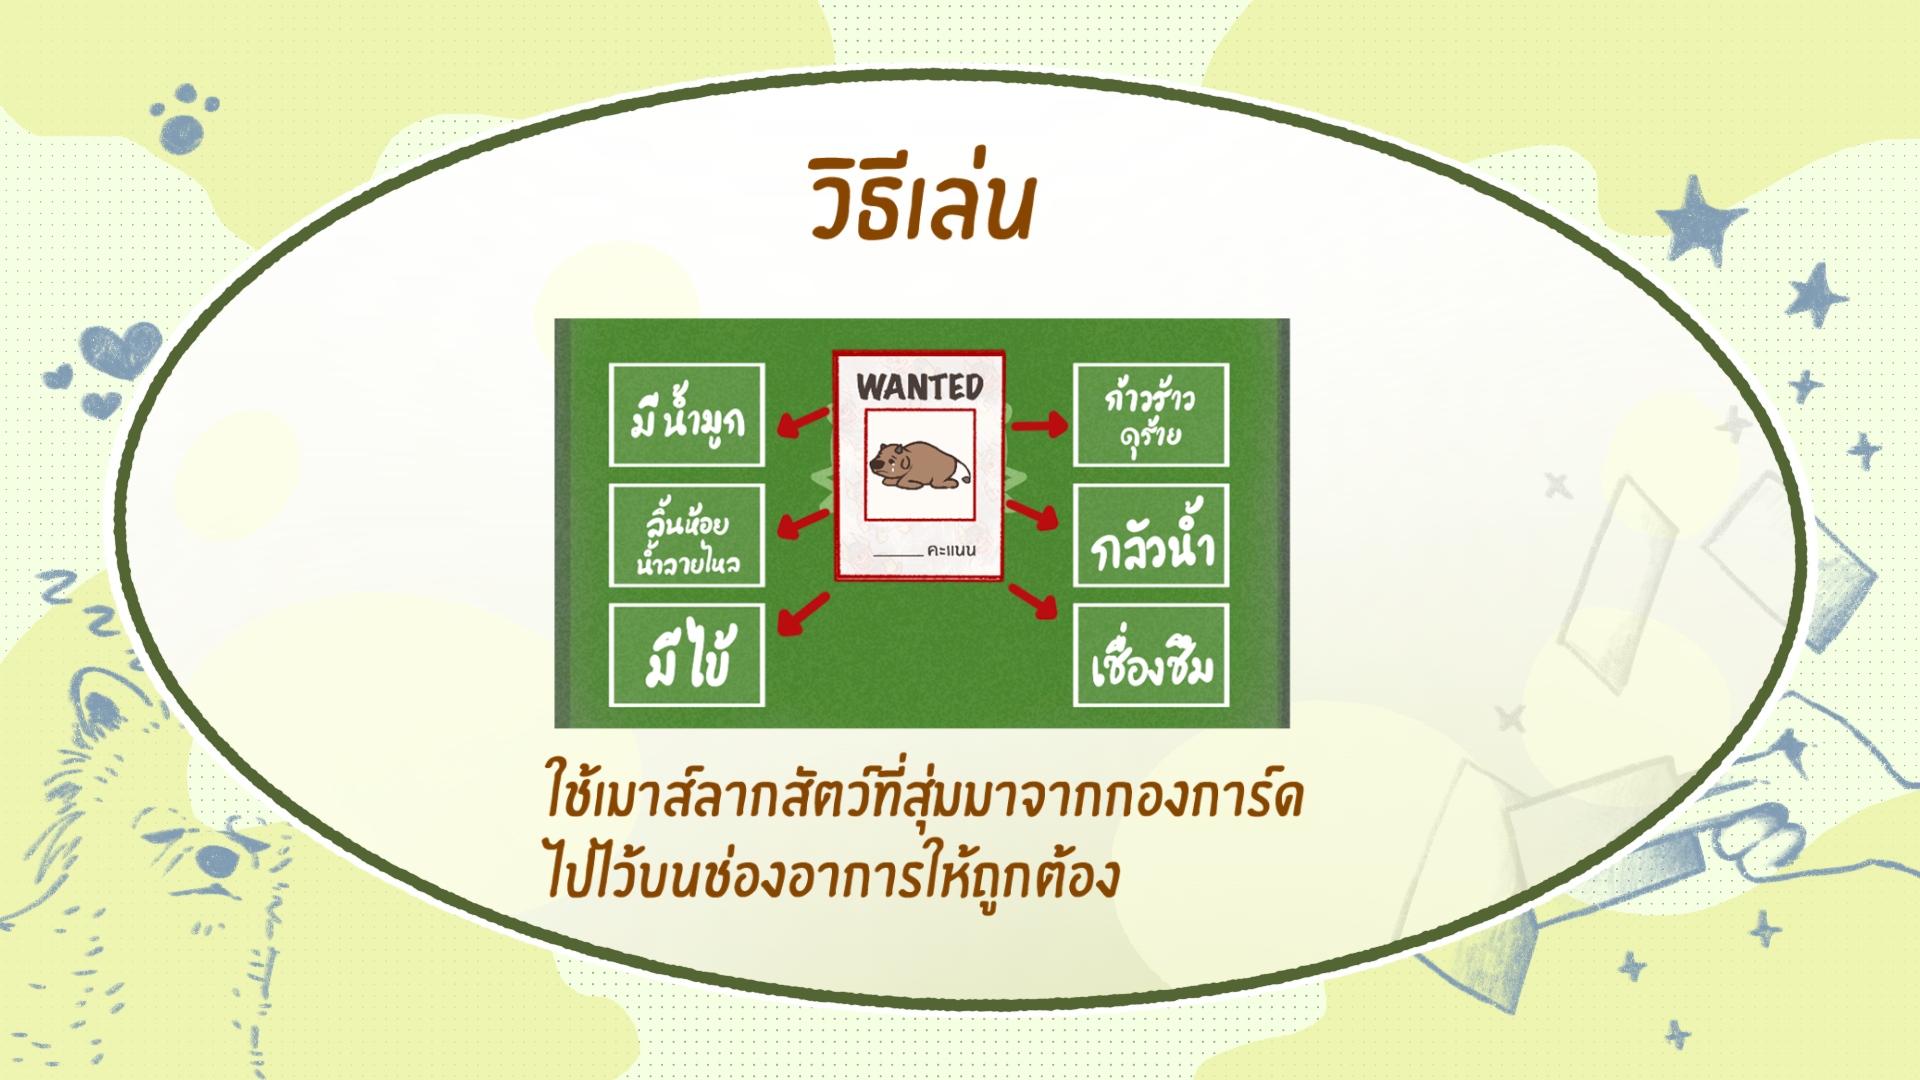 วิธีเล่น
มีน้ำมูก
WANTED
ก้าวร้าว
ดุร้าย
ลิ้นห้อย
น้ำลายไหล
กลัวน้ำ
______ คะแนน
มีไข้
เชื่องซึม
ใช้เมาส์ลากสัตว์ที่สุ่มมาจากกองการ์ด
ไปไว้บนช่องอาการให้ถูกต้อง
z
z
z